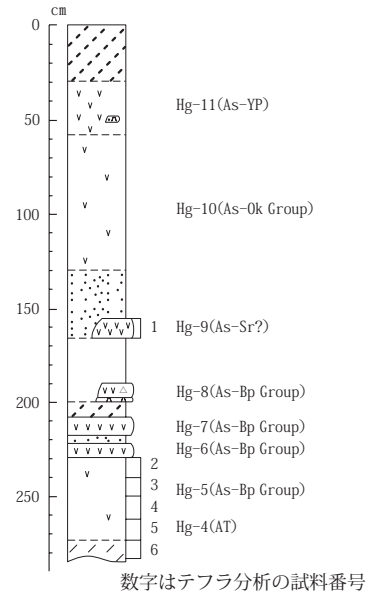 cm
0
Hg-11(As-YP)
50
100
Hg-10(As-Ok Group)
150
1 Hg-9(As-Sr?)
Hg-8(As-Bp Group)
200
Hg-7(As-Bp Group)
Hg-6(As-Bp Group)
2
3 Hg-5(As-Bp Group)
250
4
5 Hg-4(AT)
6
数字はテフラ分析の試料番号